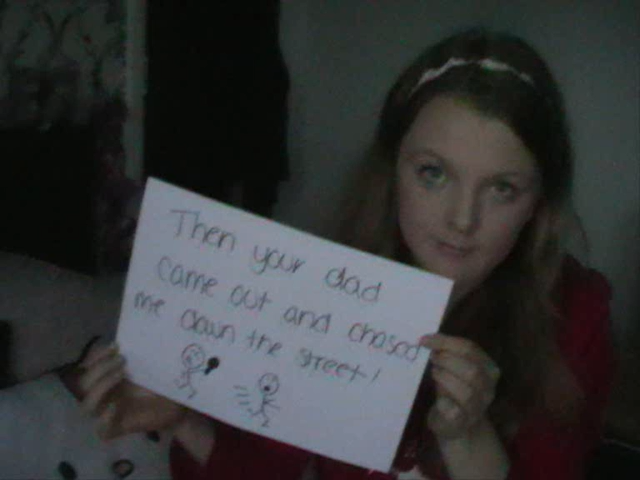 Then your dad
came out and chased
me down the street!